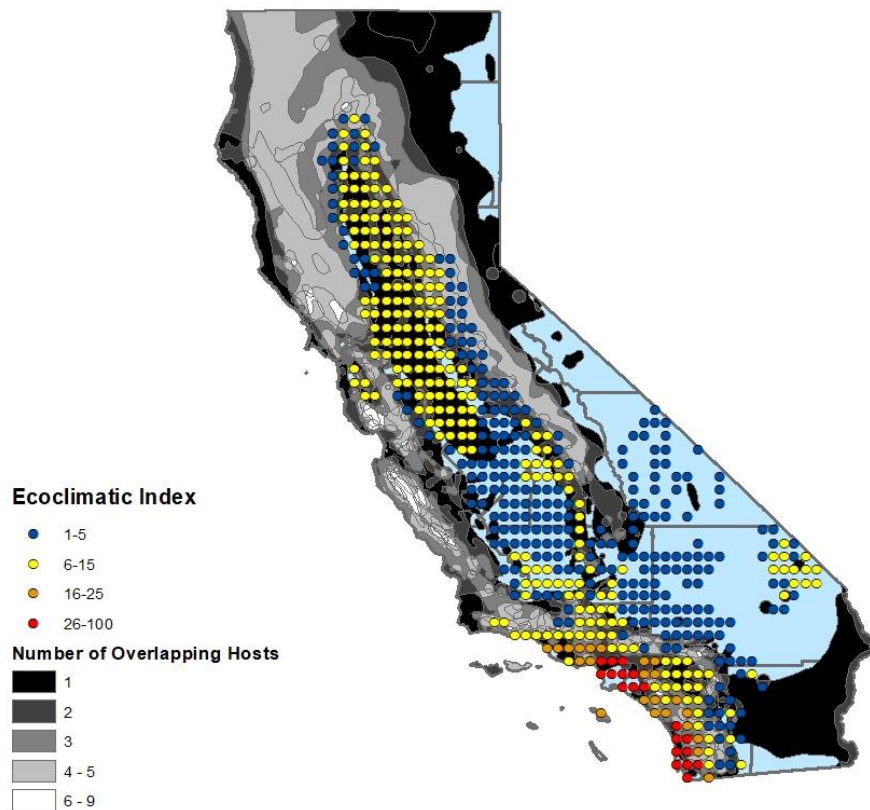 Ecoclimatic Index
1-5
6-15
16-25
26-100
Number of Overlapping Hosts
1
2
3
4 - 5
6 - 9